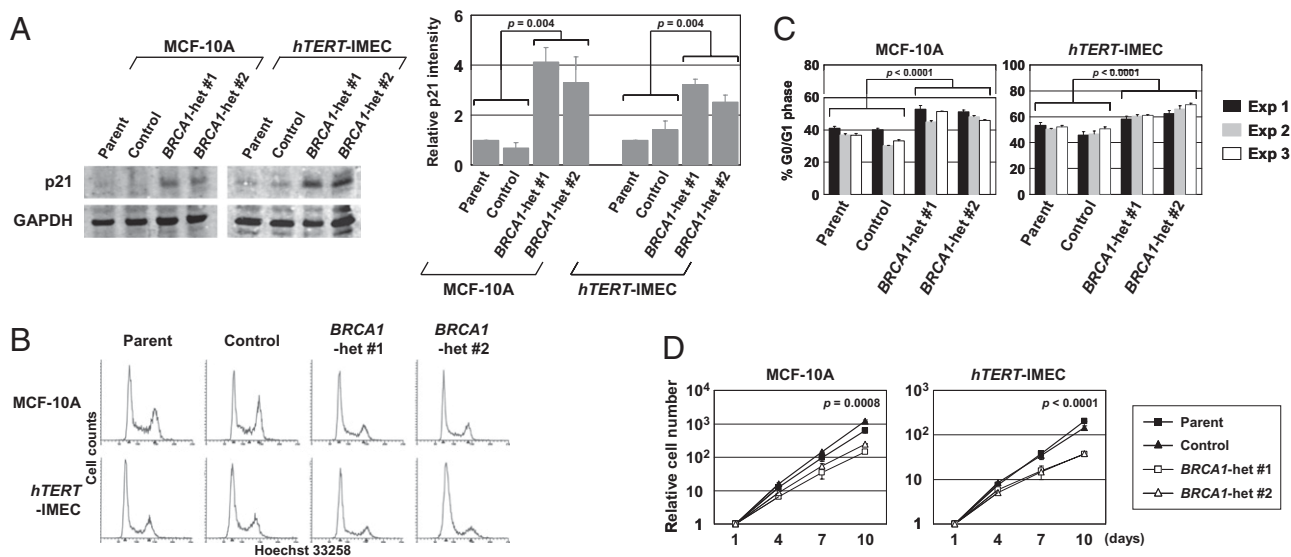 A
MCF-10A
hTERT-IMEC
Parent
Control
BRCA1-het #1
BRCA1-het #2
Parent
Control
BRCA1-het #1
BRCA1-het #2
p21
GAPDH
Relative p21 intensity
6
4
2
0
p = 0.004
p = 0.004
Parent
Control
BRCA1-het #1
BRCA1-het #2
Parent
Control
BRCA1-het #1
BRCA1-het #2
MCF-10A
hTERT-IMEC
B
Parent
Control
BRCA1
-het #1
BRCA1
-het #2
MCF-10A
hTERT
-IMEC
Cell counts
Hoechst 33258
C
MCF-10A
hTERT-IMEC
% G0/G1 phase
80
60
40
20
0
p < 0.0001
100
80
60
40
20
0
p < 0.0001
Parent
Control
BRCA1-het #1
BRCA1-het #2
Parent
Control
BRCA1-het #1
BRCA1-het #2
Exp 1
Exp 2
Exp 3
D
MCF-10A
hTERT-IMEC
Relative cell number
10⁴
10³
10²
10
1
p = 0.0008
1 4 7 10
10³
10²
10
1
p < 0.0001
1 4 7 10 (days)
Parent
Control
BRCA1-het #1
BRCA1-het #2